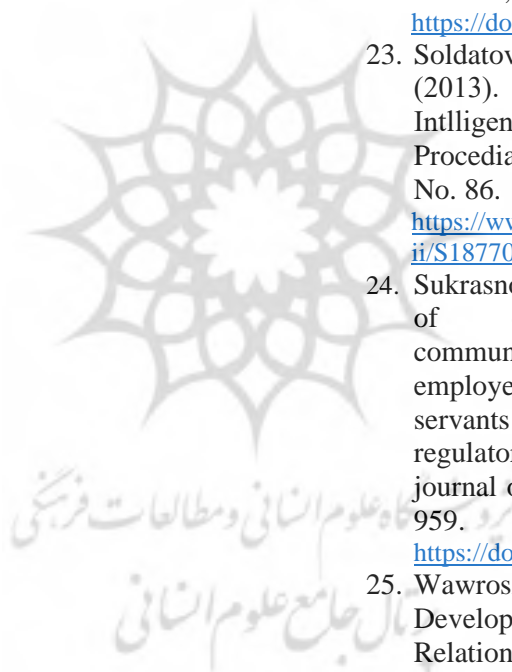 https://do
23. Soldatov
(2013).
Intlligen
Procedia
No. 86.
https://ww
ii/S18770
24. Sukrasno
of
commun
employe
servants
regulator
journal o
959.
https://do
25. Wawros
Develop
Relation
پژوهشگاه علوم انسانی و مطالعات فرهنگی
پرتال جامع علوم انسانی